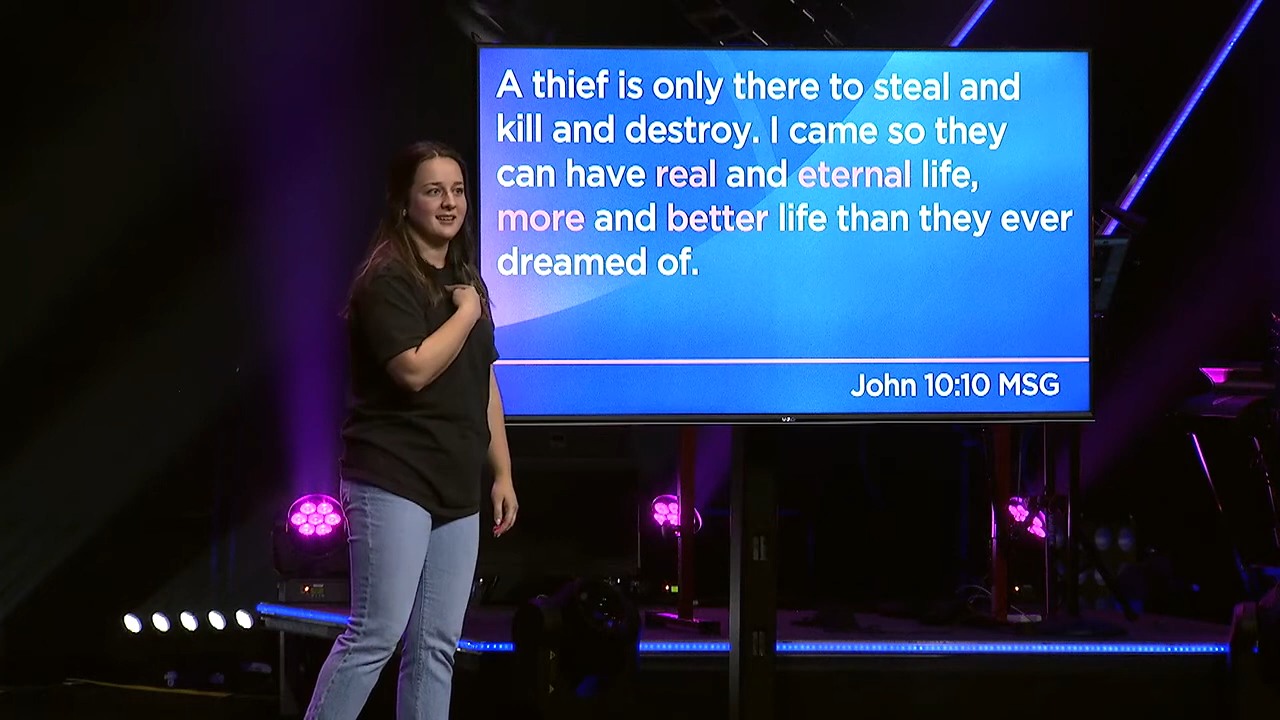 A thief is only there to steal and
kill and destroy. I came so they
can have real and eternal life,
more and better life than they ever
dreamed of.
John 10:10 MSG